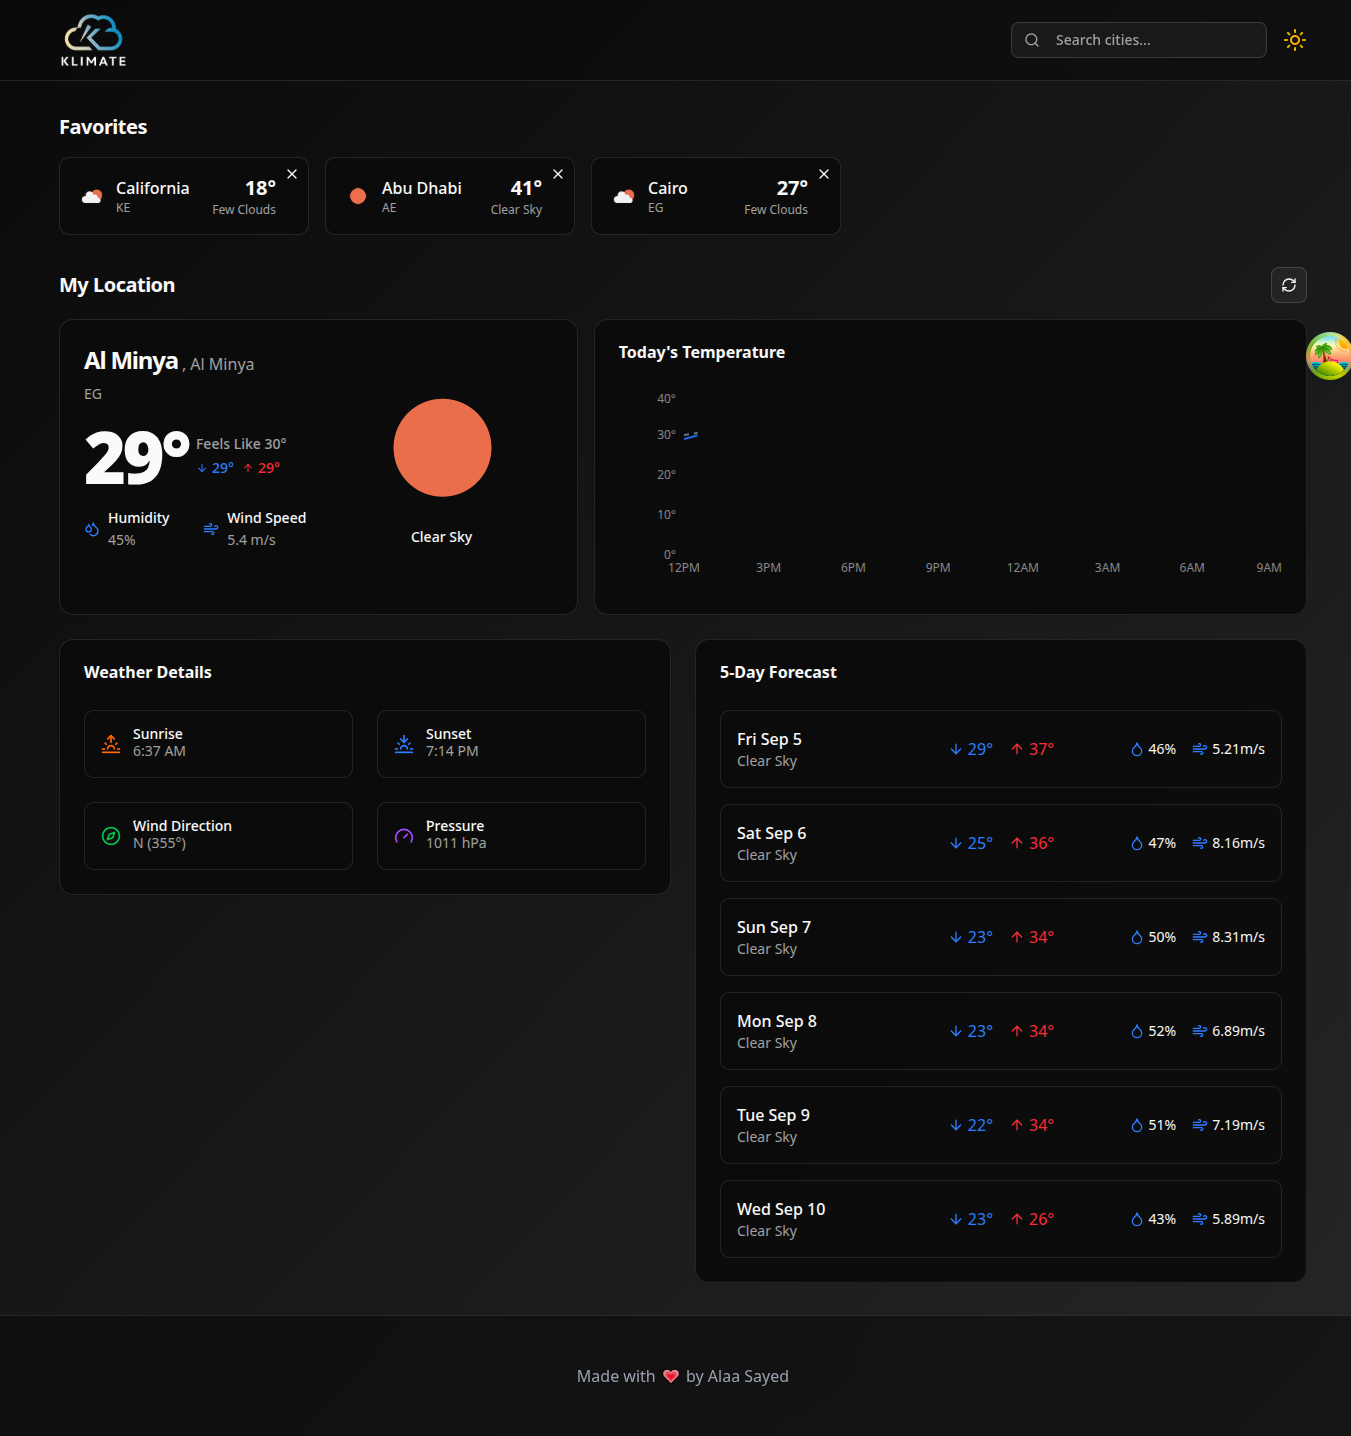 KLIMATE
Search cities...
Favorites
California
KE
18°
Few Clouds
Abu Dhabi
AE
41°
Clear Sky
Cairo
EG
27°
Few Clouds
My Location
Al Minya , Al Minya
EG
29°
Feels Like 30°
29° 29°
Humidity
45%
Wind Speed
5.4 m/s
Clear Sky
Today's Temperature
40°
30°
20°
10°
0°
12PM 3PM 6PM 9PM 12AM 3AM 6AM 9AM
Weather Details
Sunrise
6:37 AM
Sunset
7:14 PM
Wind Direction
N (355°)
Pressure
1011 hPa
5-Day Forecast
Fri Sep 5
Clear Sky
29° 37° 46% 5.21m/s
Sat Sep 6
Clear Sky
25° 36° 47% 8.16m/s
Sun Sep 7
Clear Sky
23° 34° 50% 8.31m/s
Mon Sep 8
Clear Sky
23° 34° 52% 6.89m/s
Tue Sep 9
Clear Sky
22° 34° 51% 7.19m/s
Wed Sep 10
Clear Sky
23° 26° 43% 5.89m/s
Made with ❤️ by Alaa Sayed